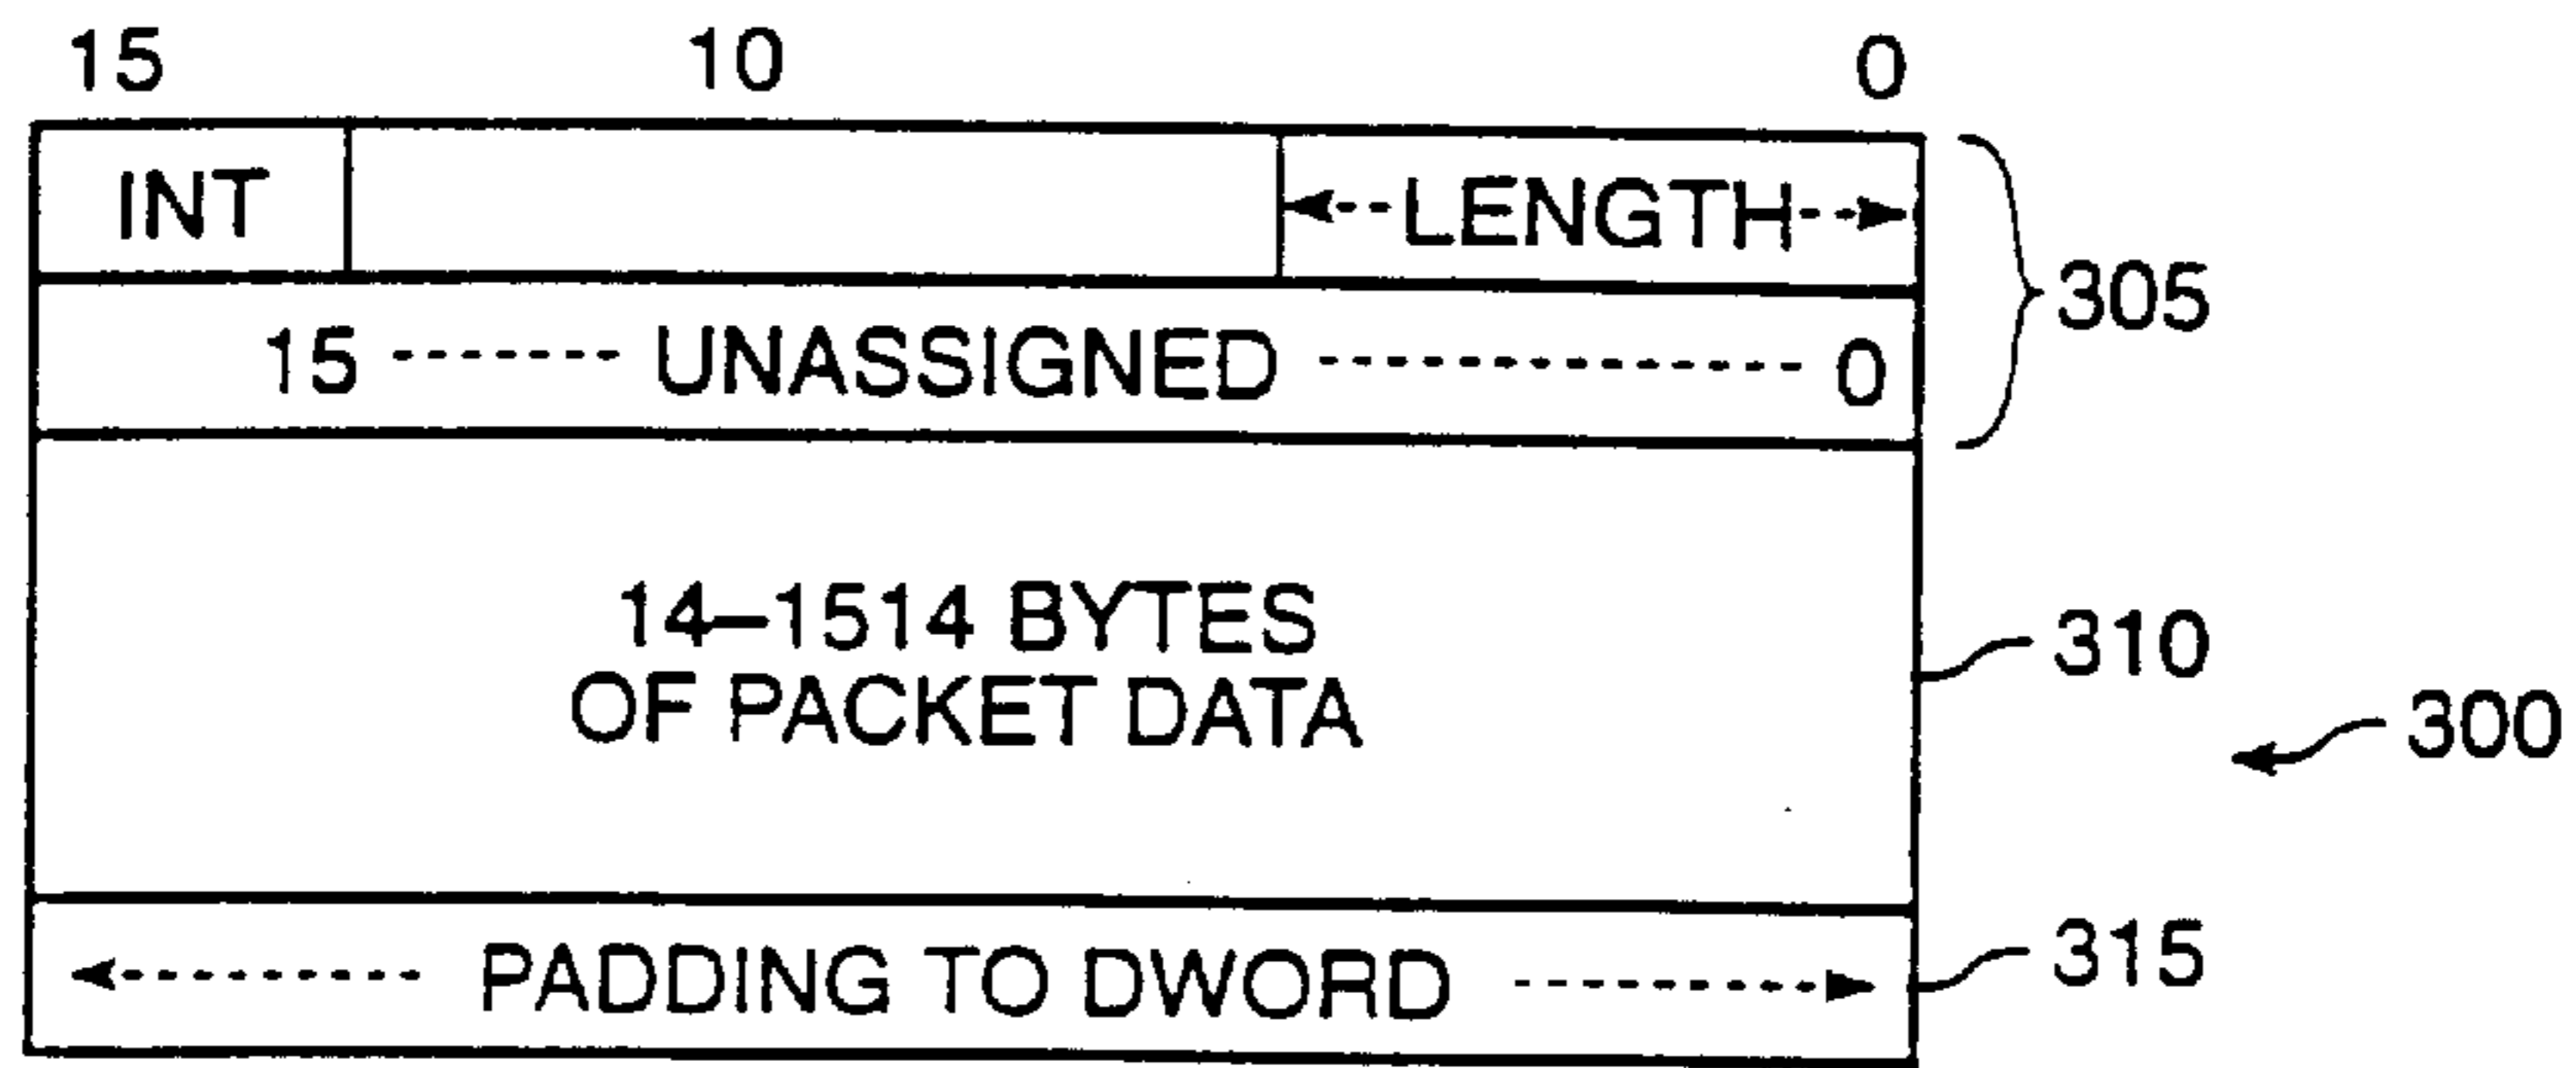 15 10 0
INT LENGTH
305
15 UNASSIGNED 0
14–1514 BYTES
310
OF PACKET DATA
300
PADDING TO DWORD
315